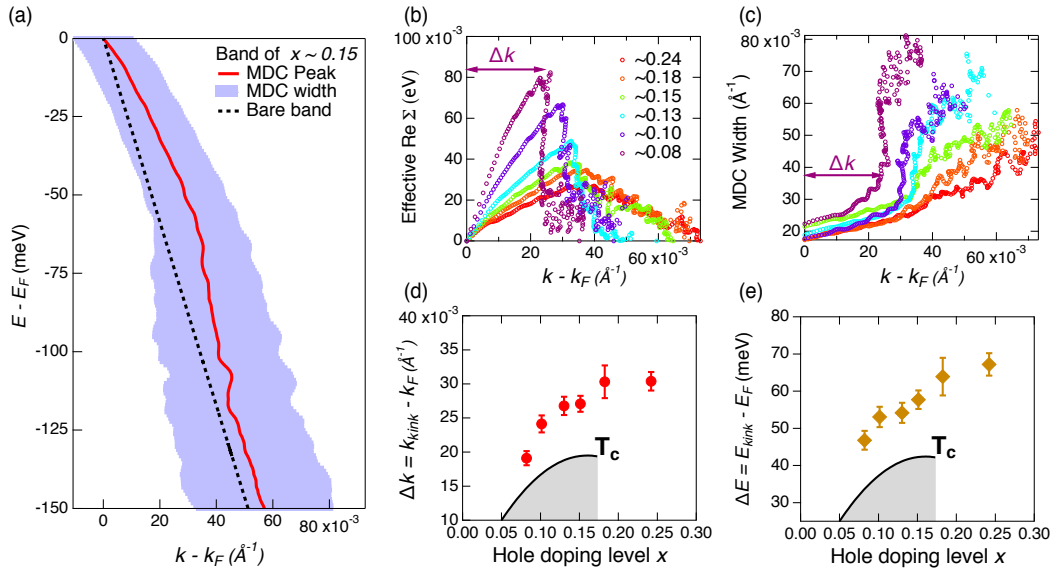 (a)
Band of x ~ 0.15
MDC Peak
MDC width
Bare band
0
-50
-75
-100
-125
-150
E - E_F (meV)
0
20
40
60
80 x10⁻³
k - k_F (Å⁻¹)
(b)
100 x10⁻³
80
60
40
20
0
Effective Re Σ (eV)
Δk
~0.24
~0.18
~0.15
~0.13
~0.10
~0.08
0
20
40
60 x10⁻³
k - k_F (Å⁻¹)
(c)
80 x10⁻³
70
60
50
40
30
20
MDC Width (Å⁻¹)
Δk
0
20
40
60 x10⁻³
k - k_F (Å⁻¹)
(d)
40 x10⁻³
35
30
25
20
15
10
Δk = k_kink - k_F (Å⁻¹)
T_c
0.00
0.05
0.10
0.15
0.20
0.25
0.30
Hole doping level x
(e)
80
70
60
50
40
30
ΔE = E_kink - E_F (meV)
T_c
0.00
0.05
0.10
0.15
0.20
0.25
0.30
Hole doping level x